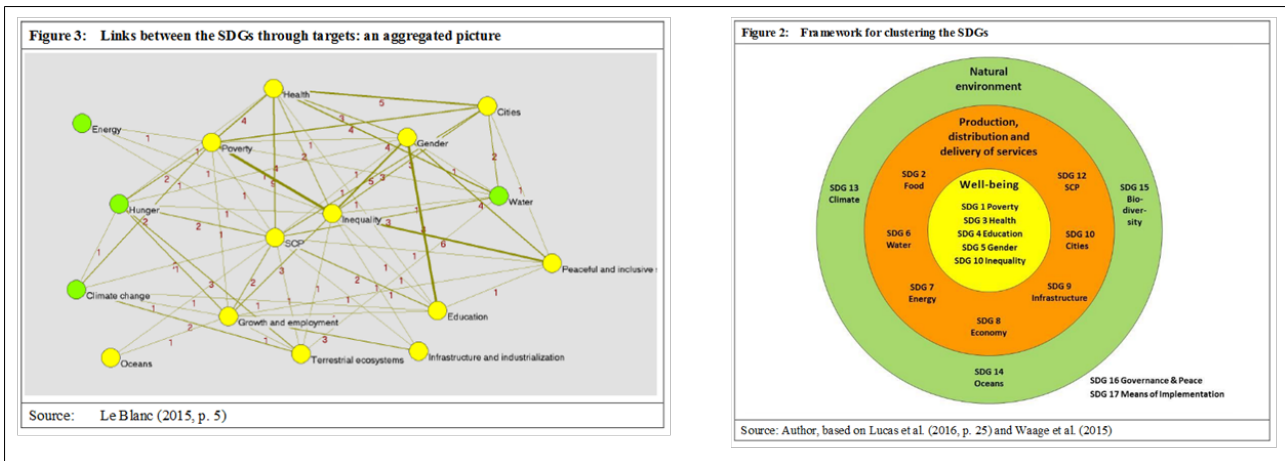 Figure 3: Links between the SDGs through targets: an aggregated picture
Health
Cities
Energy
Poverty
Gender
Hunger
Water
Inequality
SCP
Peaceful and inclusive
Climate change
Growth and employment
Education
Oceans
Terrestrial ecosystems
Infrastructure and industrialization
Source: Le Blanc (2015, p. 5)
Figure 2: Framework for clustering the SDGs
Natural
environment
Production,
distribution and
delivery of services
SDG 2
Food
SDG 12
SCP
Well-being
SDG 13
Climate
SDG 15
Bio-
diver-
sity
SDG 1 Poverty
SDG 3 Health
SDG 4 Education
SDG 5 Gender
SDG 10 Inequality
SDG 6
Water
SDG 10
Cities
SDG 7
Energy
SDG 9
Infrastructure
SDG 8
Economy
SDG 14
Oceans
SDG 16 Governance & Peace
SDG 17 Means of Implementation
Source: Author, based on Lucas et al. (2016, p. 25) and Waage et al. (2015)